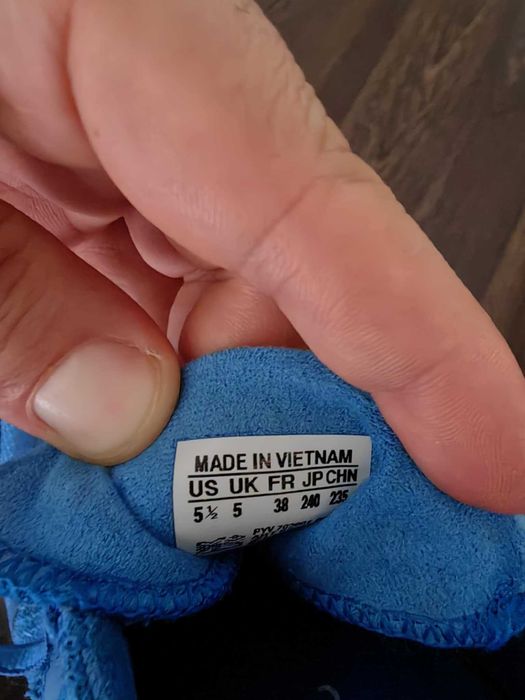 MADE IN VIETNAM
US UK FR JP CHN
5½ 5 38 240 235